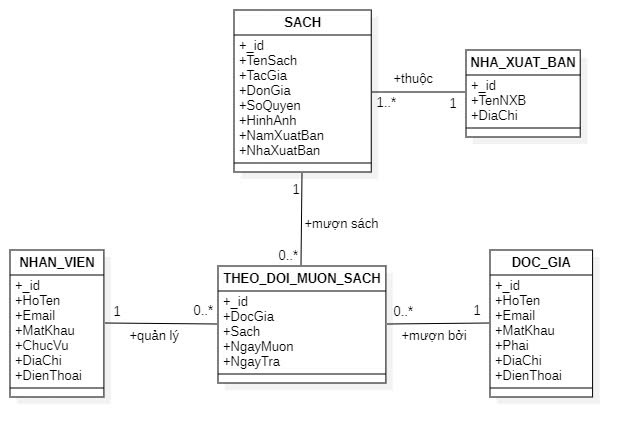 SACH
+_id
+TenSach
+TacGia
+DonGia
+SoQuyen
+HinhAnh
+NamXuatBan
+NhaXuatBan
+thuộc
1..*
1
NHA_XUAT_BAN
+_id
+TenNXB
+DiaChi
1
+mượn sách
0..*
NHAN_VIEN
+_id
+HoTen
+Email
+MatKhau
+ChucVu
+DiaChi
+DienThoai
1
0..*
+quản lý
THEO_DOI_MUON_SACH
+_id
+DocGia
+Sach
+NgayMuon
+NgayTra
0..*
1
+mượn bởi
DOC_GIA
+_id
+HoTen
+Email
+MatKhau
+Phai
+DiaChi
+DienThoai